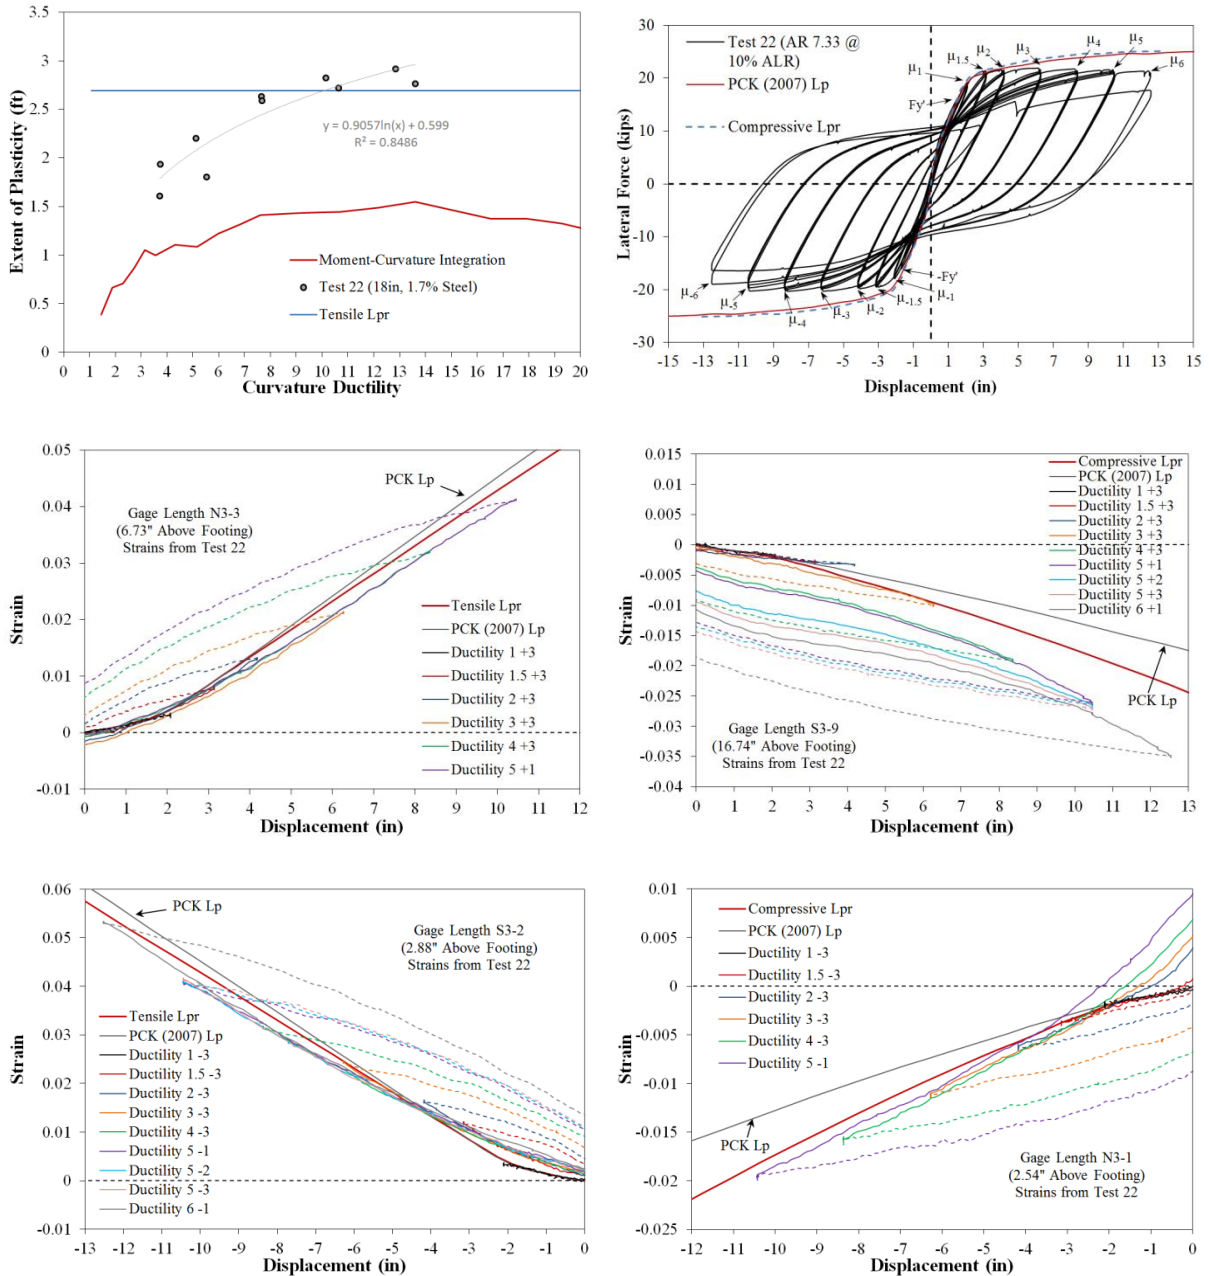 3.5
3
2.5
2
1.5
1
0.5
0
Extent of Plasticity (ft)
y = 0.9057ln(x) + 0.599
R² = 0.8486
Moment-Curvature Integration
Test 22 (18in, 1.7% Steel)
Tensile Lpr
0 1 2 3 4 5 6 7 8 9 10 11 12 13 14 15 16 17 18 19 20
Curvature Ductility
30
20
10
0
-10
-20
-30
Lateral Force (kips)
Test 22 (AR 7.33 @
10% ALR)
PCK (2007) Lp
Compressive Lpr
μ1
μ1.5
μ2
μ3
μ4
μ5
μ6
Fy'
-Fy'
μ-1
μ-1.5
μ-2
μ-3
μ-4
μ-5
μ-6
-15 -13 -11 -9 -7 -5 -3 -1 1 3 5 7 9 11 13 15
Displacement (in)
0.05
0.04
0.03
0.02
0.01
0
-0.01
Strain
PCK Lp
Gage Length N3-3
(6.73" Above Footing)
Strains from Test 22
Tensile Lpr
PCK (2007) Lp
Ductility 1 +3
Ductility 1.5 +3
Ductility 2 +3
Ductility 3 +3
Ductility 4 +3
Ductility 5 +1
0 1 2 3 4 5 6 7 8 9 10 11 12
Displacement (in)
0.015
0.01
0.005
0
-0.005
-0.01
-0.015
-0.02
-0.025
-0.03
-0.035
-0.04
Strain
Compressive Lpr
PCK (2007) Lp
Ductility 1 +3
Ductility 1.5 +3
Ductility 2 +3
Ductility 3 +3
Ductility 4 +3
Ductility 5 +1
Ductility 5 +2
Ductility 5 +3
Ductility 6 +1
PCK Lp
Gage Length S3-9
(16.74" Above Footing)
Strains from Test 22
0 1 2 3 4 5 6 7 8 9 10 11 12 13
Displacement (in)
0.06
0.05
0.04
0.03
0.02
0.01
0
-0.01
Strain
PCK Lp
Gage Length S3-2
(2.88" Above Footing)
Strains from Test 22
Tensile Lpr
PCK (2007) Lp
Ductility 1 -3
Ductility 1.5 -3
Ductility 2 -3
Ductility 3 -3
Ductility 4 -3
Ductility 5 -1
Ductility 5 -2
Ductility 5 -3
Ductility 6 -1
-13 -12 -11 -10 -9 -8 -7 -6 -5 -4 -3 -2 -1 0
Displacement (in)
0.01
0.005
0
-0.005
-0.01
-0.015
-0.02
-0.025
Strain
Compressive Lpr
PCK (2007) Lp
Ductility 1 -3
Ductility 1.5 -3
Ductility 2 -3
Ductility 3 -3
Ductility 4 -3
Ductility 5 -1
PCK Lp
Gage Length N3-1
(2.54" Above Footing)
Strains from Test 22
-12 -11 -10 -9 -8 -7 -6 -5 -4 -3 -2 -1 0
Displacement (in)